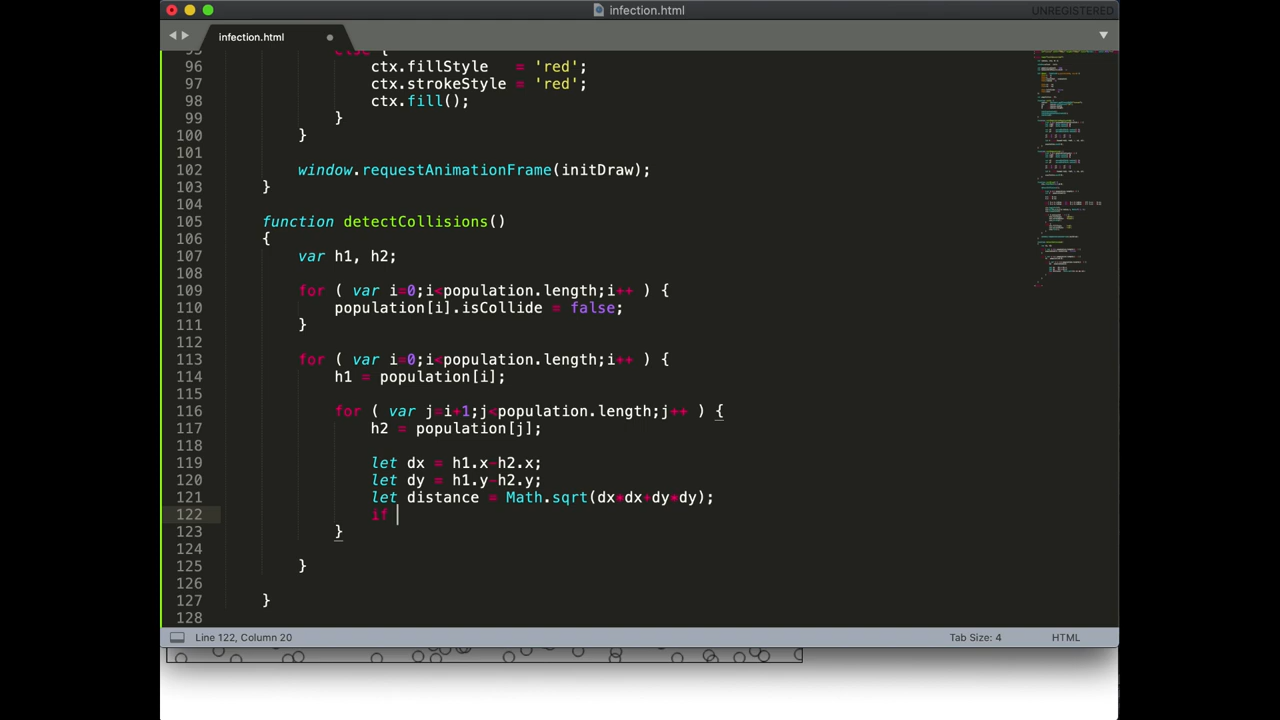 infection.html
UNREGISTERED
infection.html
95 else {
96 ctx.fillStyle   = 'red';
97 ctx.strokeStyle = 'red';
98 ctx.fill();
99 }
100 }
101
102 window.requestAnimationFrame(initDraw);
103 }
104
105 function detectCollisions()
106 {
107 var h1, h2;
108
109 for ( var i=0;i<population.length;i++ ) {
110 population[i].isCollide = false;
111 }
112
113 for ( var i=0;i<population.length;i++ ) {
114 h1 = population[i];
115
116 for ( var j=i+1;j<population.length;j++ ) {
117 h2 = population[j];
118
119 let dx = h1.x-h2.x;
120 let dy = h1.y-h2.y;
121 let distance = Math.sqrt(dx*dx+dy*dy);
122 if
123 }
124
125 }
126
127 }
128
Line 122, Column 20
Tab Size: 4
HTML